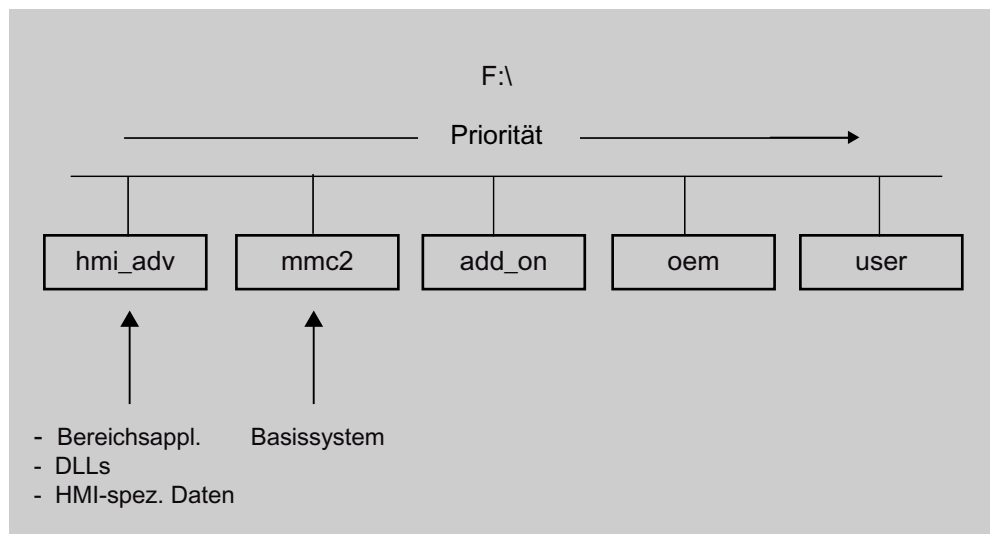 F:\
Priorität
hmi_adv mmc2 add_on oem user
- Bereichsappl. Basissystem
- DLLs
- HMI-spez. Daten